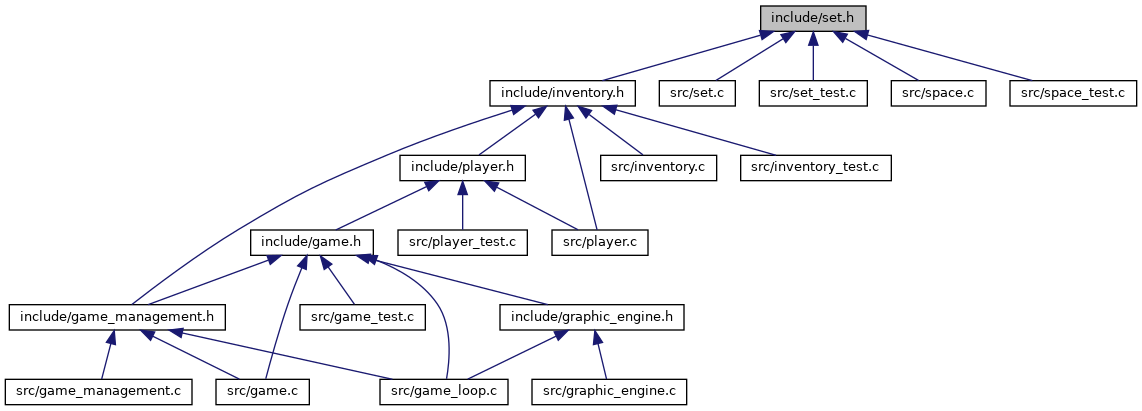 include/set.h
include/inventory.h
src/set.c
src/set_test.c
src/space.c
src/space_test.c
include/player.h
src/inventory.c
src/inventory_test.c
include/game.h
src/player_test.c
src/player.c
include/game_management.h
src/game_test.c
include/graphic_engine.h
src/game_management.c
src/game.c
src/game_loop.c
src/graphic_engine.c